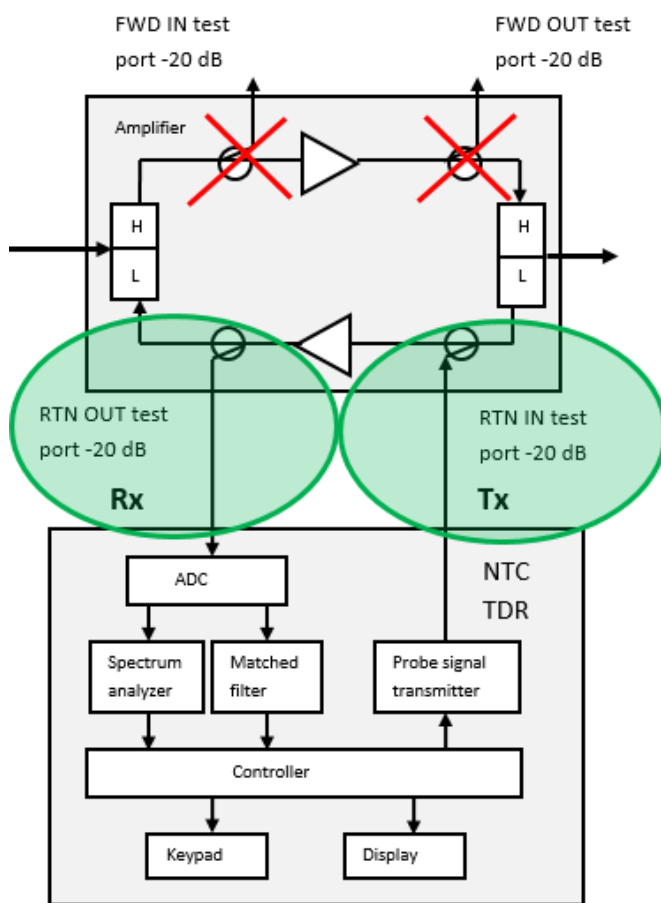 FWD IN test
port -20 dB
FWD OUT test
port -20 dB
Amplifier
H
L
H
L
RTN OUT test
port -20 dB
Rx
RTN IN test
port -20 dB
Tx
NTC
TDR
ADC
Spectrum
analyzer
Matched
filter
Probe signal
transmitter
Controller
Keypad
Display